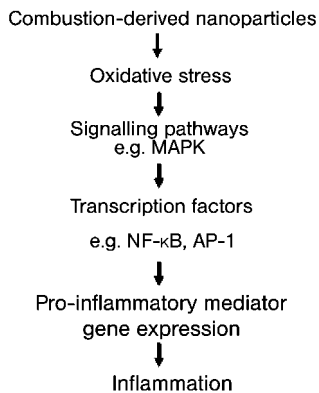 Combustion-derived nanoparticles
Oxidative stress
Signalling pathways
e.g. MAPK
Transcription factors
e.g. NF-κB, AP-1
Pro-inflammatory mediator
gene expression
Inflammation